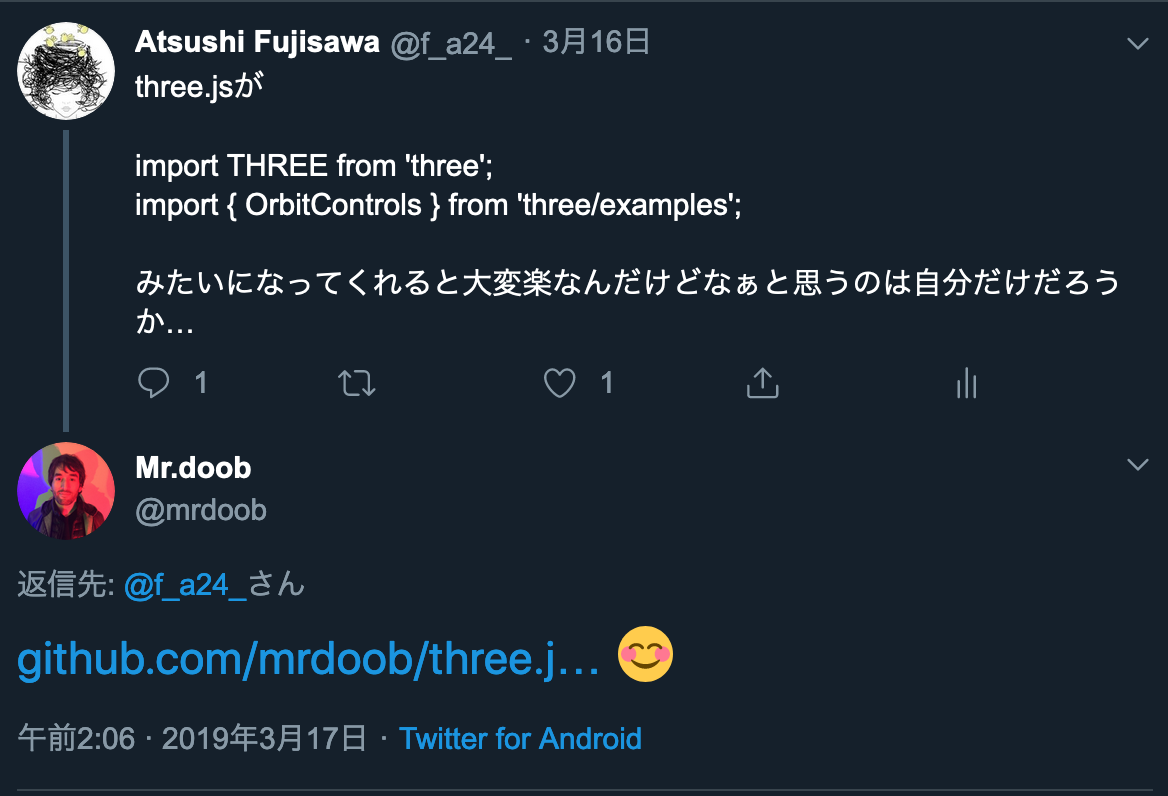 Atsushi Fujisawa @f_a24_ · 3月16日
three.jsが
import THREE from 'three';
import { OrbitControls } from 'three/examples';
みたいになってくれると大変楽なんだけどなぁと思うのは自分だけだろう
か…
1 1
Mr.doob
@mrdoob
返信先: @f_a24_さん
github.com/mrdoob/three.j… 😊
午前2:06 · 2019年3月17日 · Twitter for Android